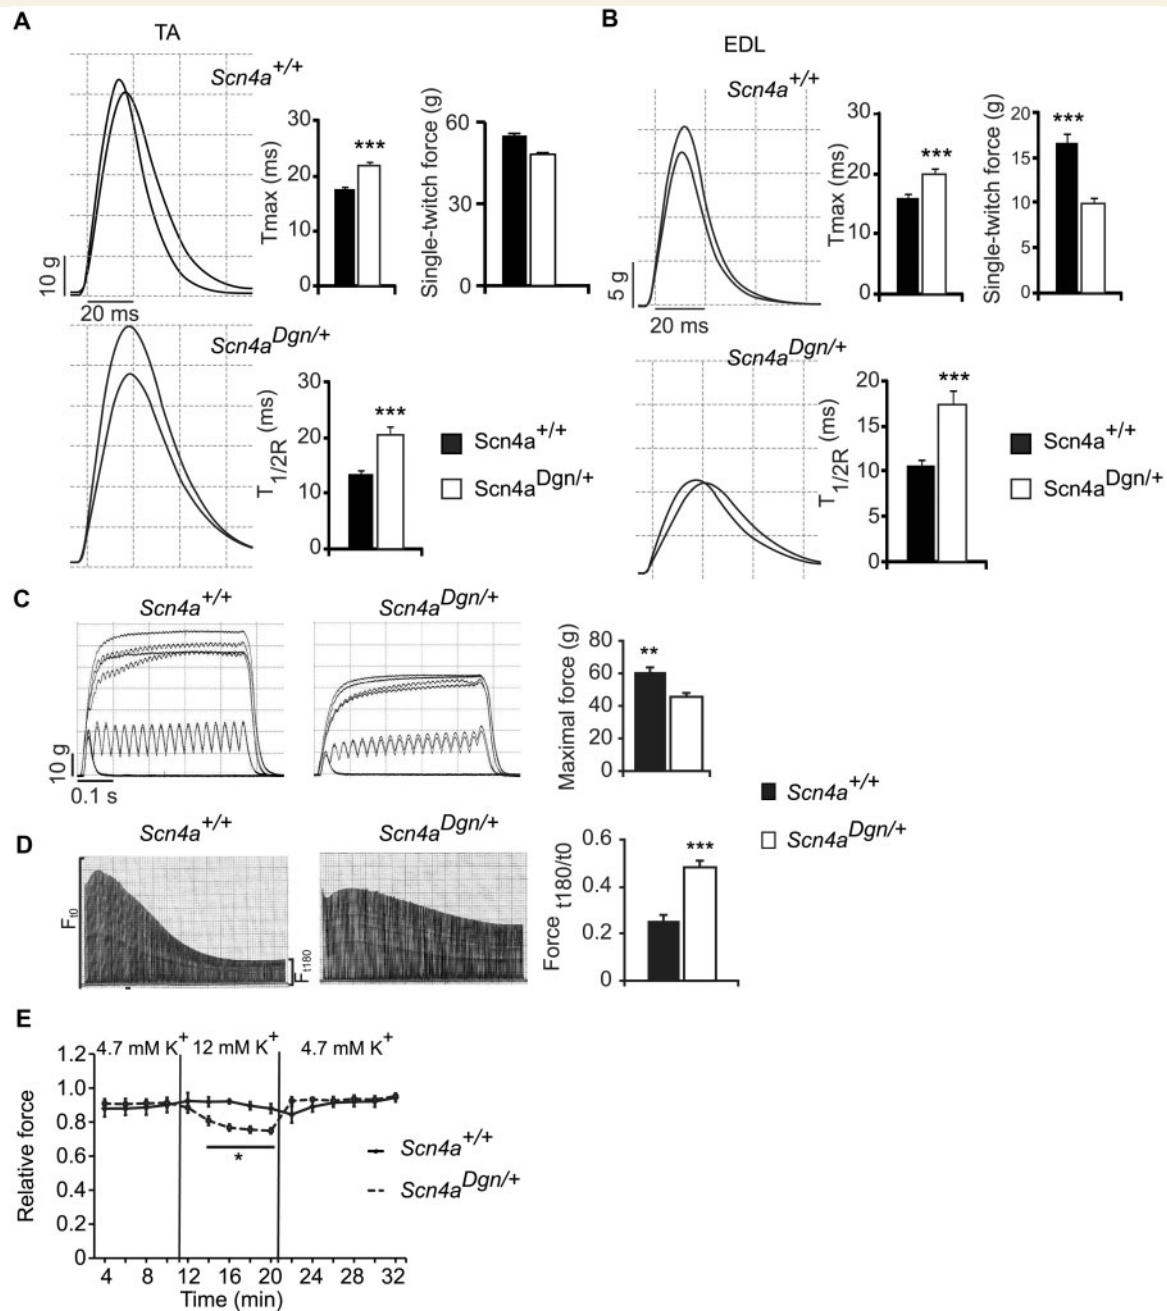 A
TA
Scn4a+/+
10 g
20 ms
Tmax (ms)
30
20
10
0
***
Single-twitch force (g)
60
30
0
Scn4aDgn/+
T1/2R (ms)
30
20
10
0
***
Scn4a+/+
Scn4aDgn/+
B
EDL
Scn4a+/+
5 g
20 ms
Tmax (ms)
30
20
10
0
***
Single-twitch force (g)
20
15
10
5
0
***
Scn4aDgn/+
T1/2R (ms)
20
15
10
5
0
***
Scn4a+/+
Scn4aDgn/+
C
Scn4a+/+
Scn4aDgn/+
10 g
0.1 s
Maximal force (g)
80
60
40
20
0
**
Scn4a+/+
Scn4aDgn/+
D
Scn4a+/+
Scn4aDgn/+
Ft0
Ft180
Force t180/t0
0.6
0.4
0.2
0
***
E
4.7 mM K+
12 mM K+
4.7 mM K+
Relative force
1.2
1.0
0.8
0.6
0.4
0.2
0
*
Scn4a+/+
Scn4aDgn/+
4 8 12 16 20 24 28 32
Time (min)